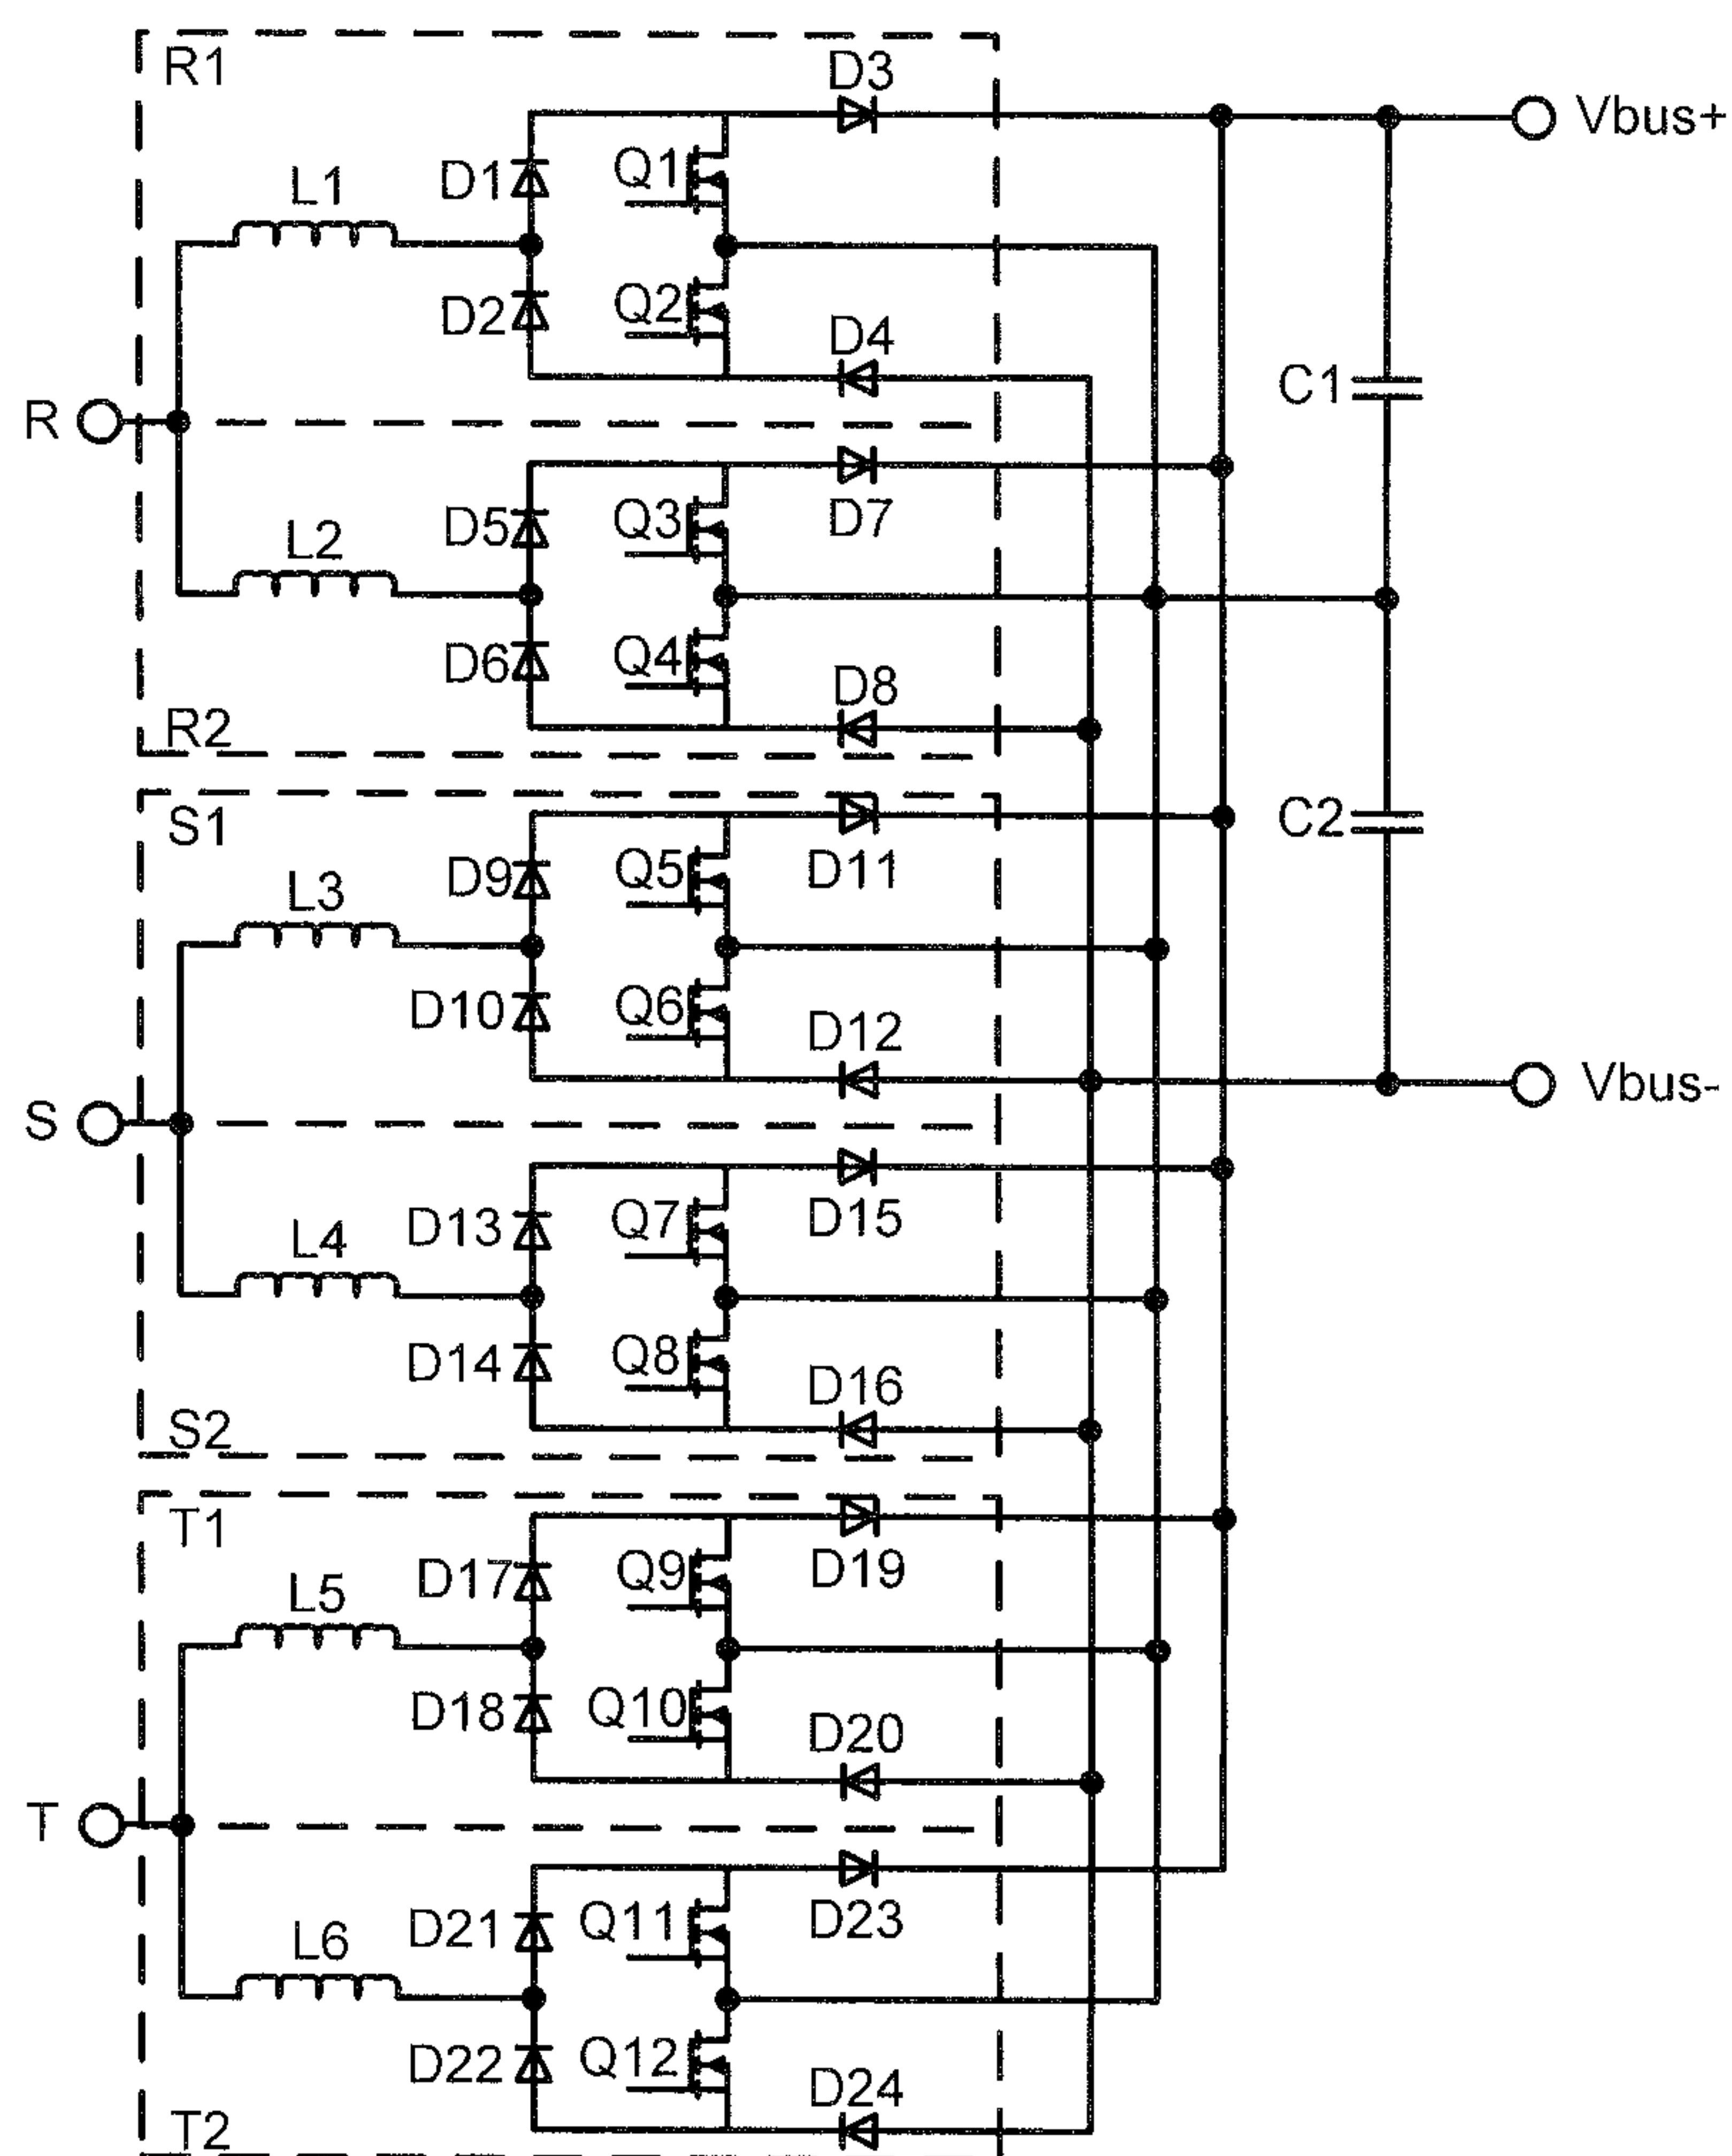 R1
D3
Vbus+
D1
Q1
L1
D2
Q2
D4
C1
R
D5
Q3
D7
L2
D6
Q4
D8
R2
S1
D9
Q5
D11
C2
L3
D10
Q6
D12
Vbus-
S
D13
Q7
D15
L4
D14
Q8
D16
S2
T1
D17
Q9
D19
L5
D18
Q10
D20
T
D21
Q11
D23
L6
D22
Q12
D24
T2